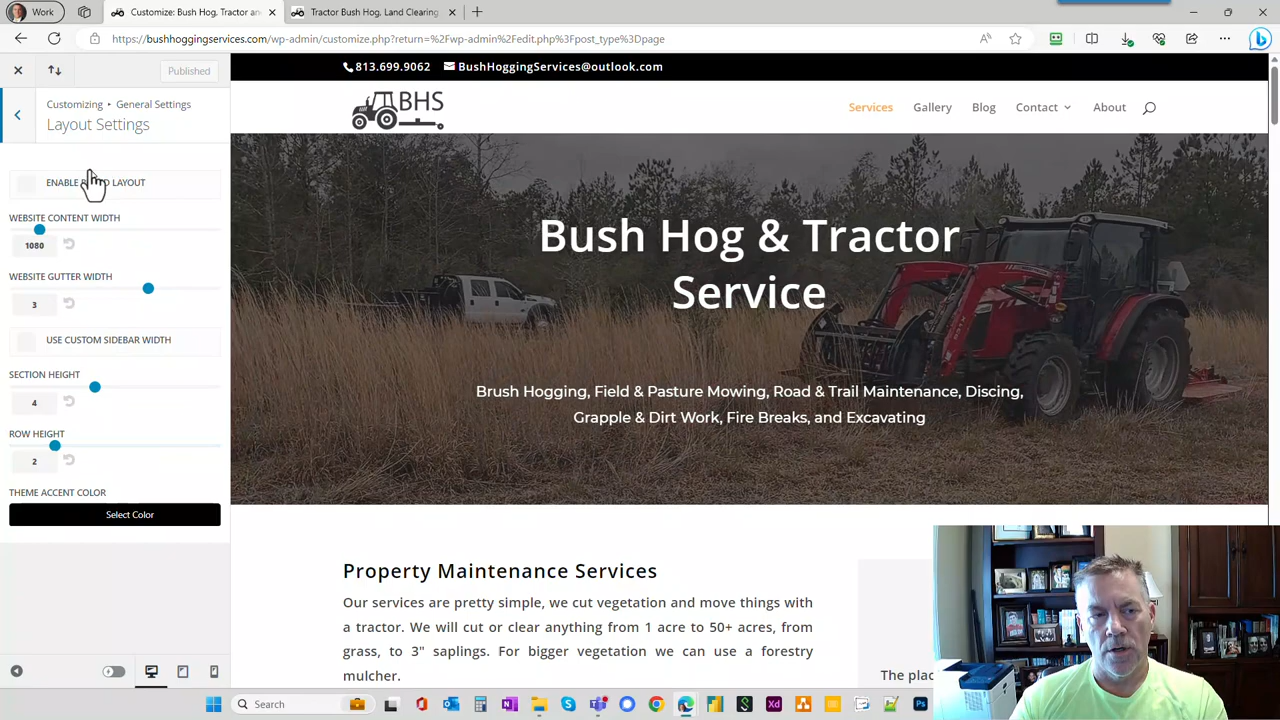 Work
Customize: Bush Hog, Tractor an
Tractor Bush Hog, Land Clearing
https://bushhoggingservices.com/wp-admin/customize.php?return=%2Fwp-admin%2Fedit.php%3Fpost_type%3Dpage
Published
Customizing ▸ General Settings
Layout Settings
ENABLE LAYOUT
WEBSITE CONTENT WIDTH
1080
WEBSITE GUTTER WIDTH
3
USE CUSTOM SIDEBAR WIDTH
SECTION HEIGHT
4
ROW HEIGHT
2
THEME ACCENT COLOR
Select Color
813.699.9062 BushHoggingServices@outlook.com
BHS
Services Gallery Blog Contact About
Bush Hog & Tractor
Service
Brush Hogging, Field & Pasture Mowing, Road & Trail Maintenance, Discing,
Grapple & Dirt Work, Fire Breaks, and Excavating
Property Maintenance Services
Our services are pretty simple, we cut vegetation and move things with
a tractor. We will cut or clear anything from 1 acre to 50+ acres, from
grass, to 3" saplings. For bigger vegetation we can use a forestry
mulcher.
The plac
Search
Xd
Ps